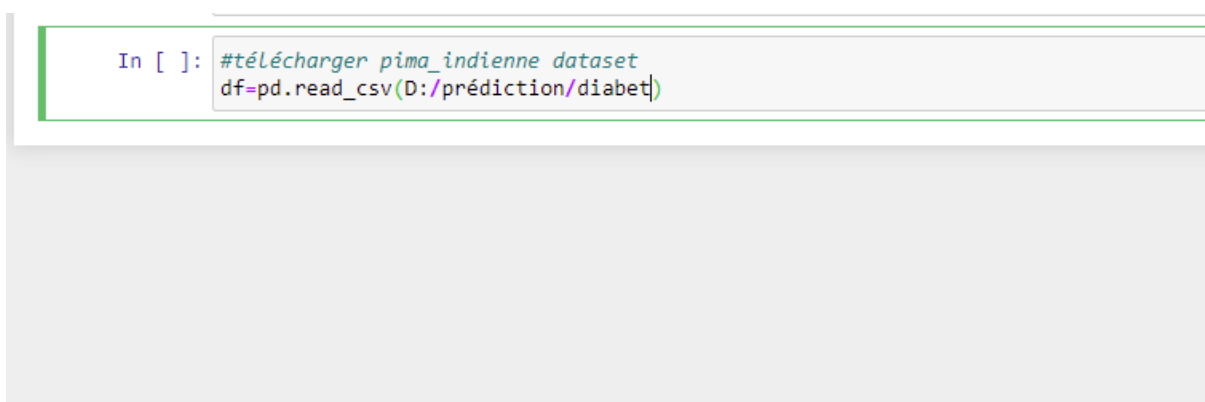 In [ ]: #télécharger pima_indienne dataset
df=pd.read_csv(D:/prédiction/diabet)